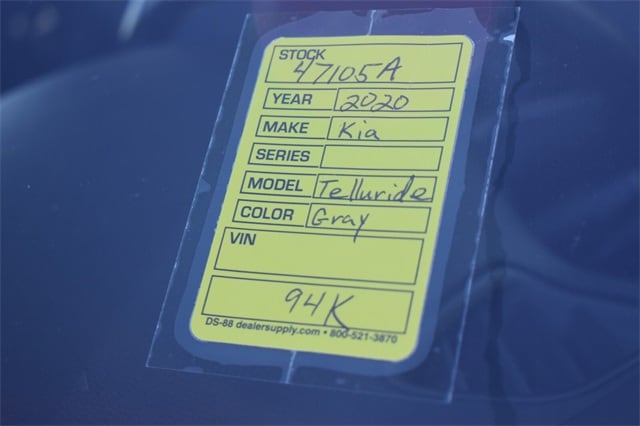 STOCK 47105A
YEAR 2020
MAKE Kia
SERIES
MODEL Telluride
COLOR Gray
VIN
94K
DS-88 dealersupply.com • 800-521-3870